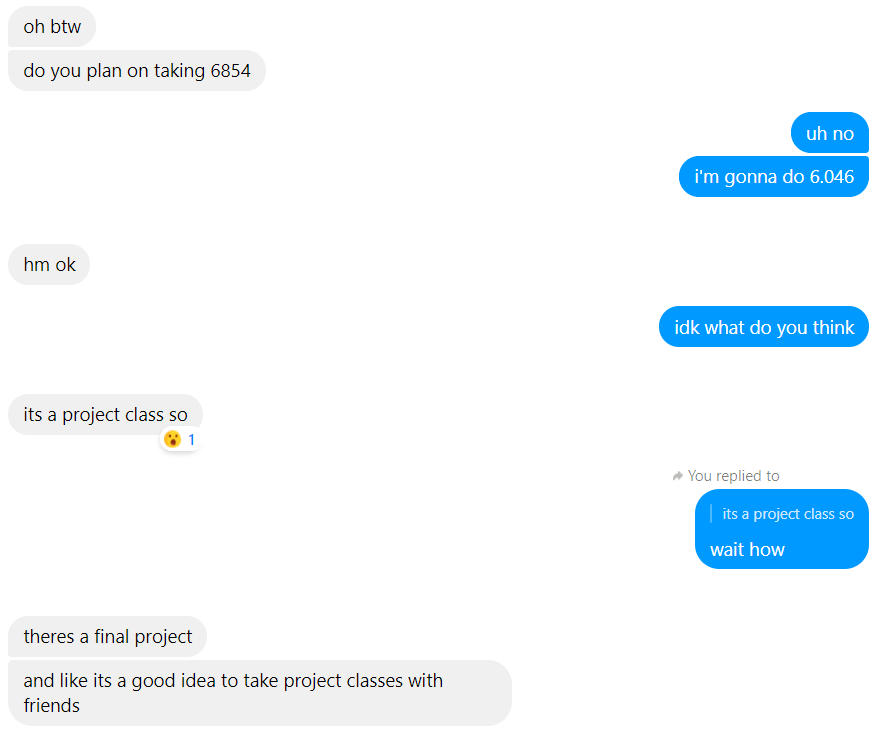 oh btw
do you plan on taking 6854
uh no
i'm gonna do 6.046
hm ok
idk what do you think
its a project class so
1
You replied to
its a project class so
wait how
theres a final project
and like its a good idea to take project classes with
friends